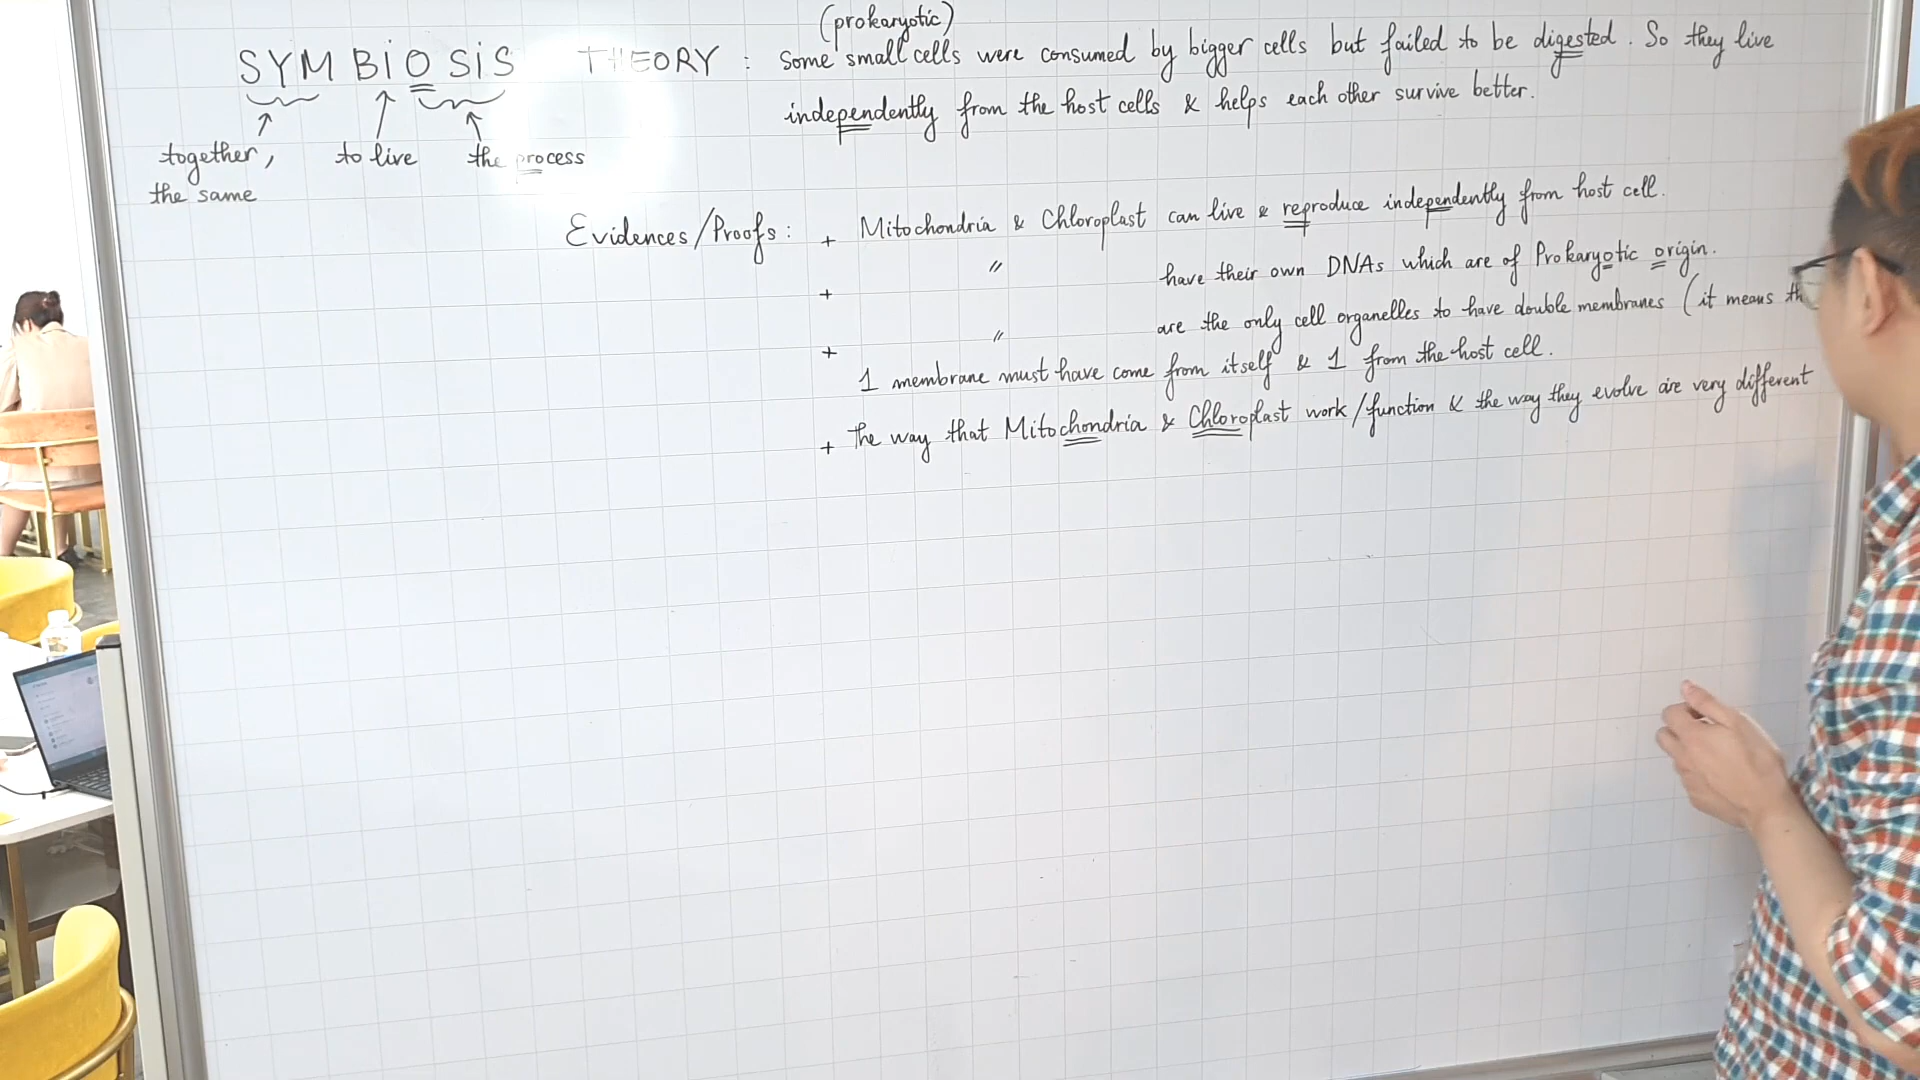 (prokaryotic)
SYMBiOSiS THEORY : Some small cells were consumed by bigger cells but failed to be digested. So they live
independently from the host cells & helps each other survive better.
together, to live the process
the same
Evidences/Proofs : + Mitochondria & Chloroplast can live & reproduce independently from host cell.
+ 〃 have their own DNAs which are of Prokaryotic origin.
+ 〃 are the only cell organelles to have double membranes (it means th
1 membrane must have come from itself & 1 from the host cell.
+ The way that Mitochondria & Chloroplast work/function & the way they evolve are very different